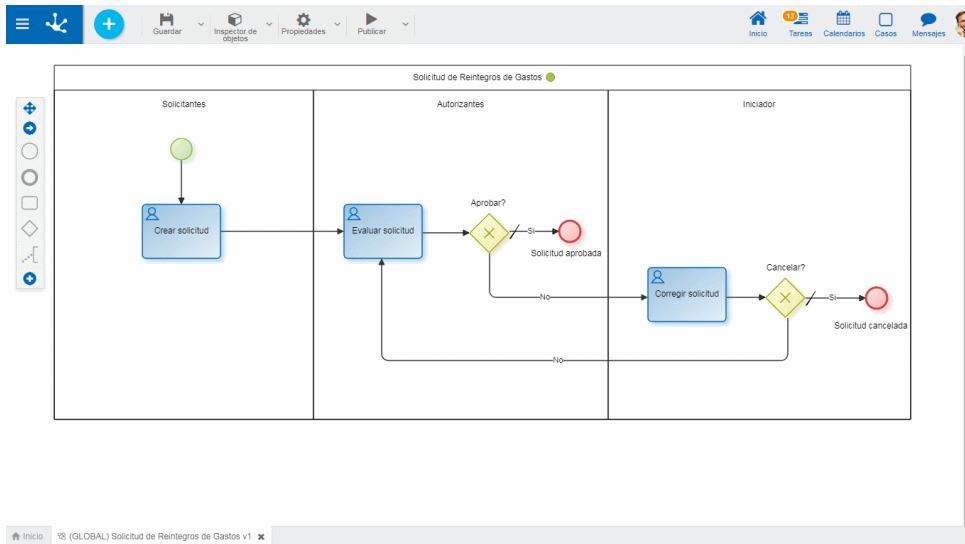 Guardar
Inspector de
objetos
Propiedades
Publicar
Inicio
13
Tareas
Calendarios
Casos
Mensajes
Solicitud de Reintegros de Gastos
Solicitantes
Autorizantes
Iniciador
Crear solicitud
Evaluar solicitud
Aprobar?
Si
Solicitud aprobada
No
Corregir solicitud
Cancelar?
Si
Solicitud cancelada
No
Inicio
(GLOBAL) Solicitud de Reintegros de Gastos v1